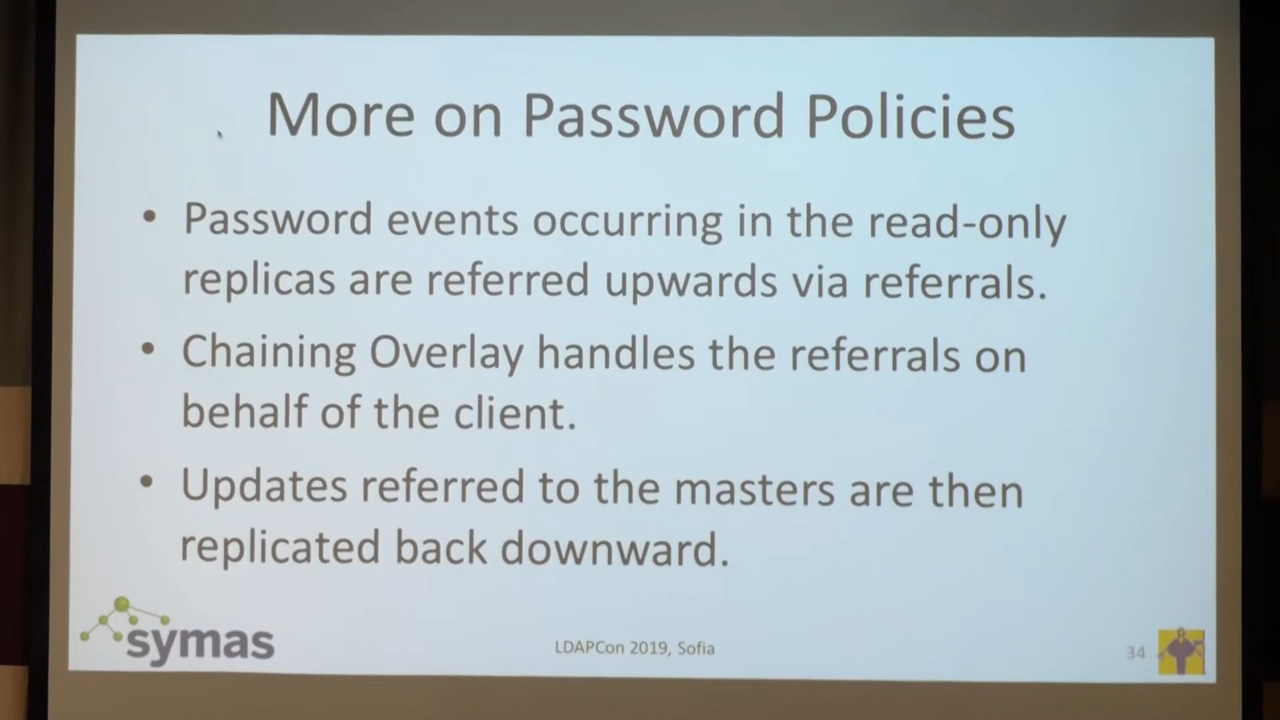 More on Password Policies
• Password events occurring in the read-only
replicas are referred upwards via referrals.
• Chaining Overlay handles the referrals on
behalf of the client.
• Updates referred to the masters are then
replicated back downward.
symas
LDAPCon 2019, Sofia
34